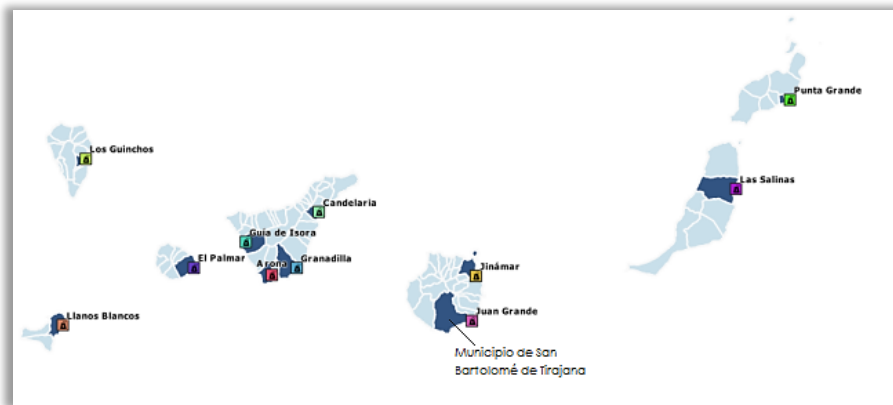 Punta Grande
Los Guinchos
Las Salinas
Candelaria
Guía de Isora
El Palmar
Arona
Granadilla
Jinámar
Llanos Blancos
Juan Grande
Municipio de San
Bartolomé de Tirajana